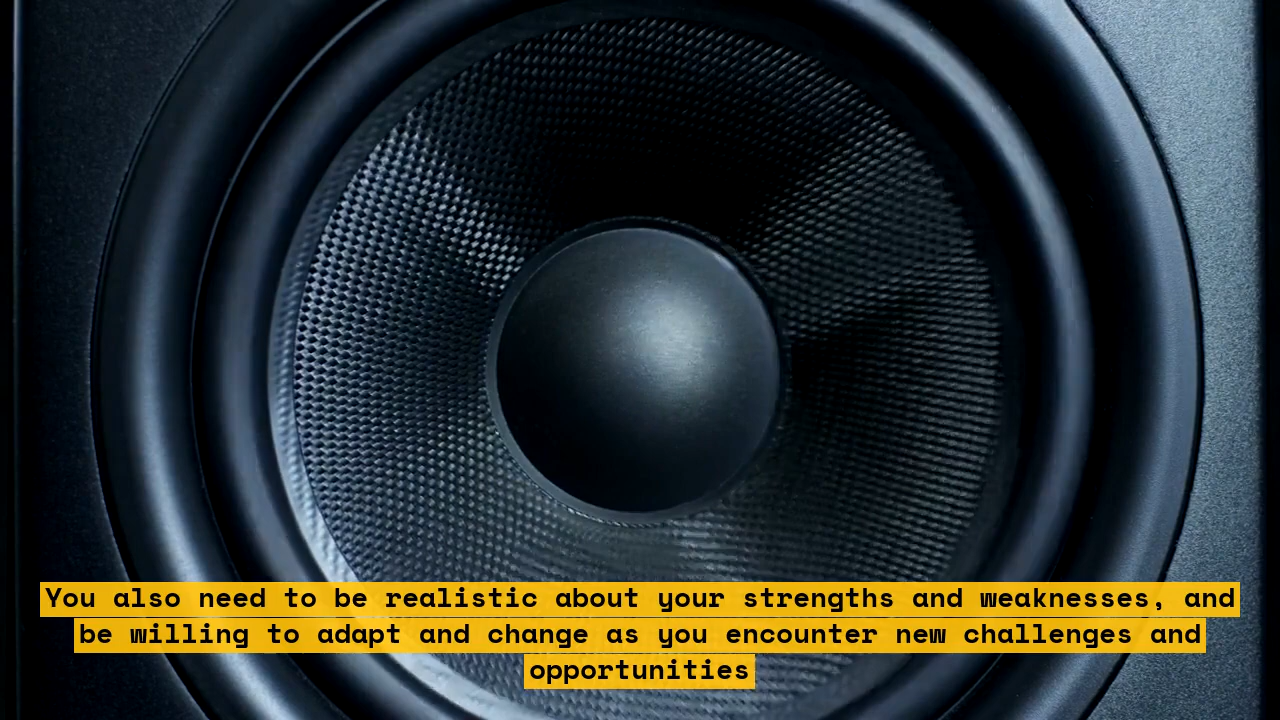 You also need to be realistic about your strengths and weaknesses, and
be willing to adapt and change as you encounter new challenges and
opportunities